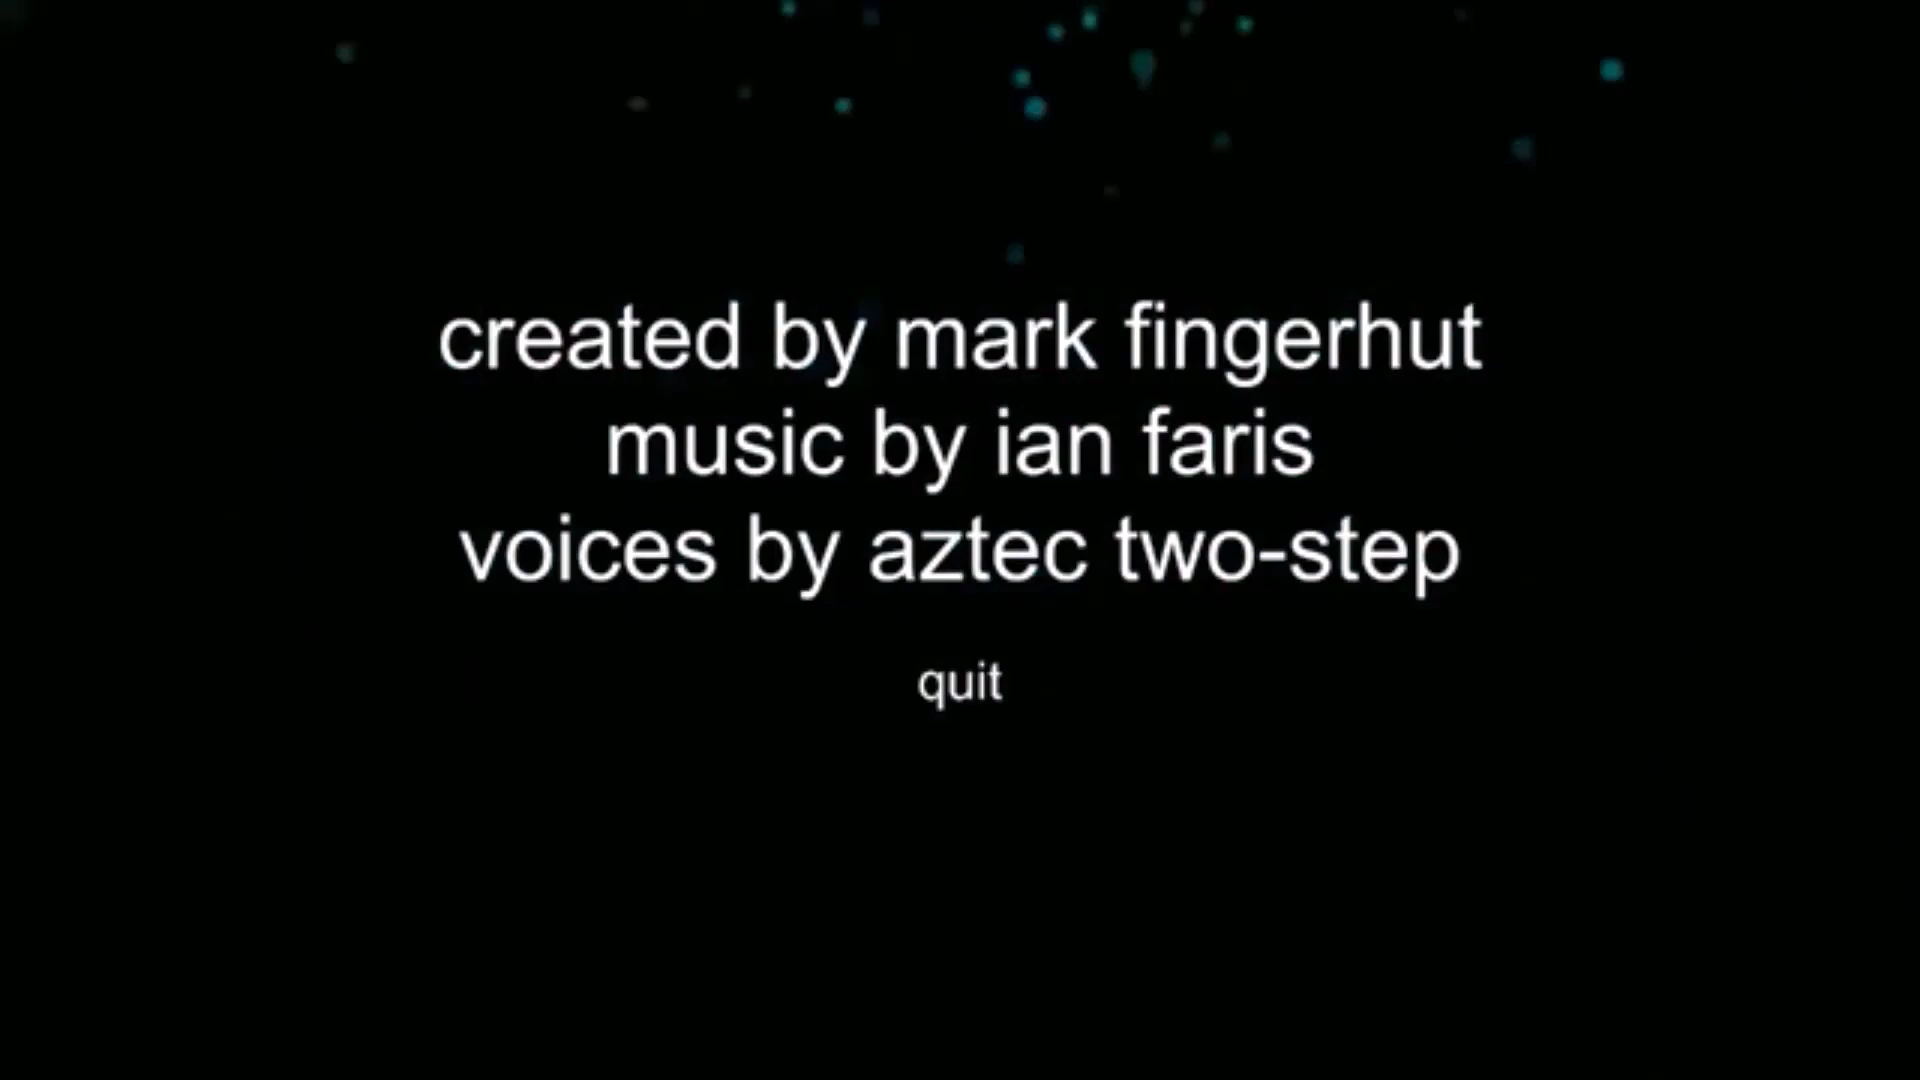 created by mark fingerhut
music by ian faris
voices by aztec two-step
quit